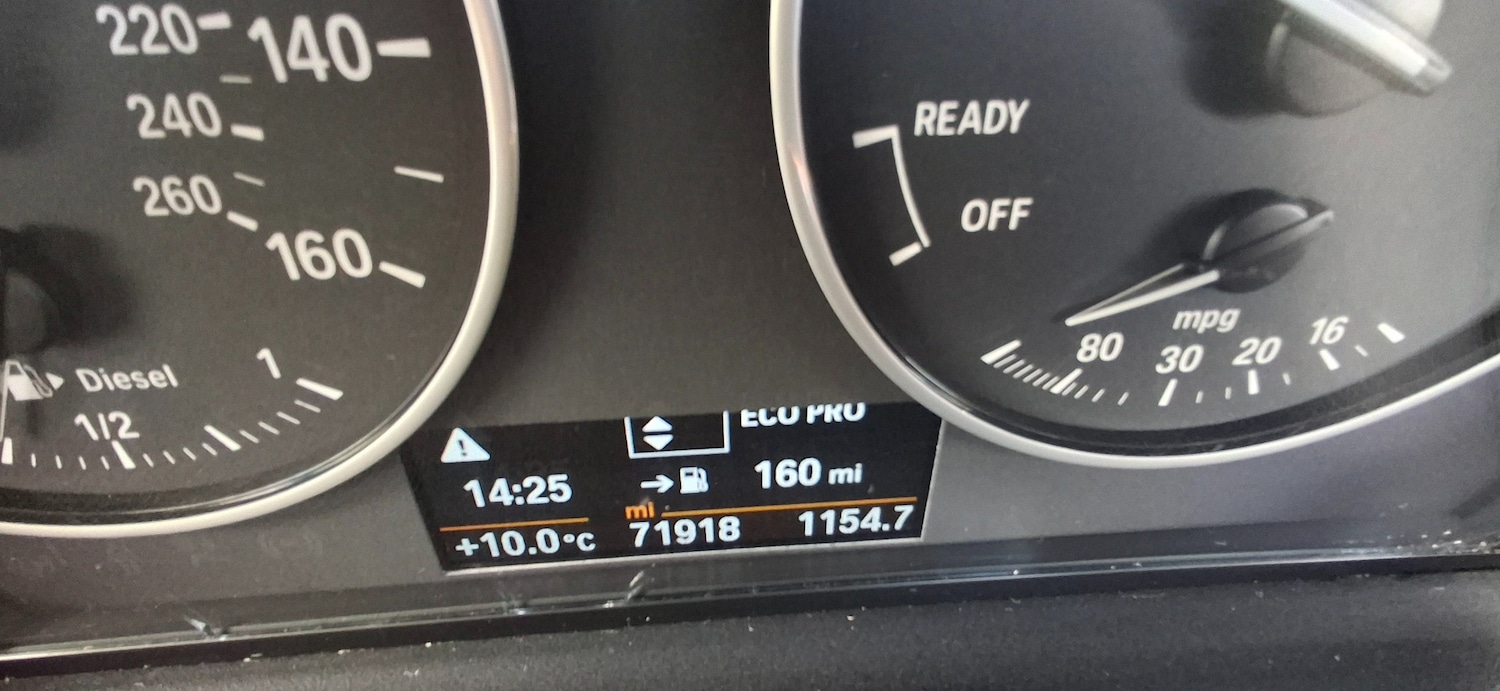 220
140
240
260
160
Diesel
1/2
1
READY
OFF
mpg
80
30
20
16
ECO PRO
14:25
160 mi
mi
+10.0°C
71918
1154.7